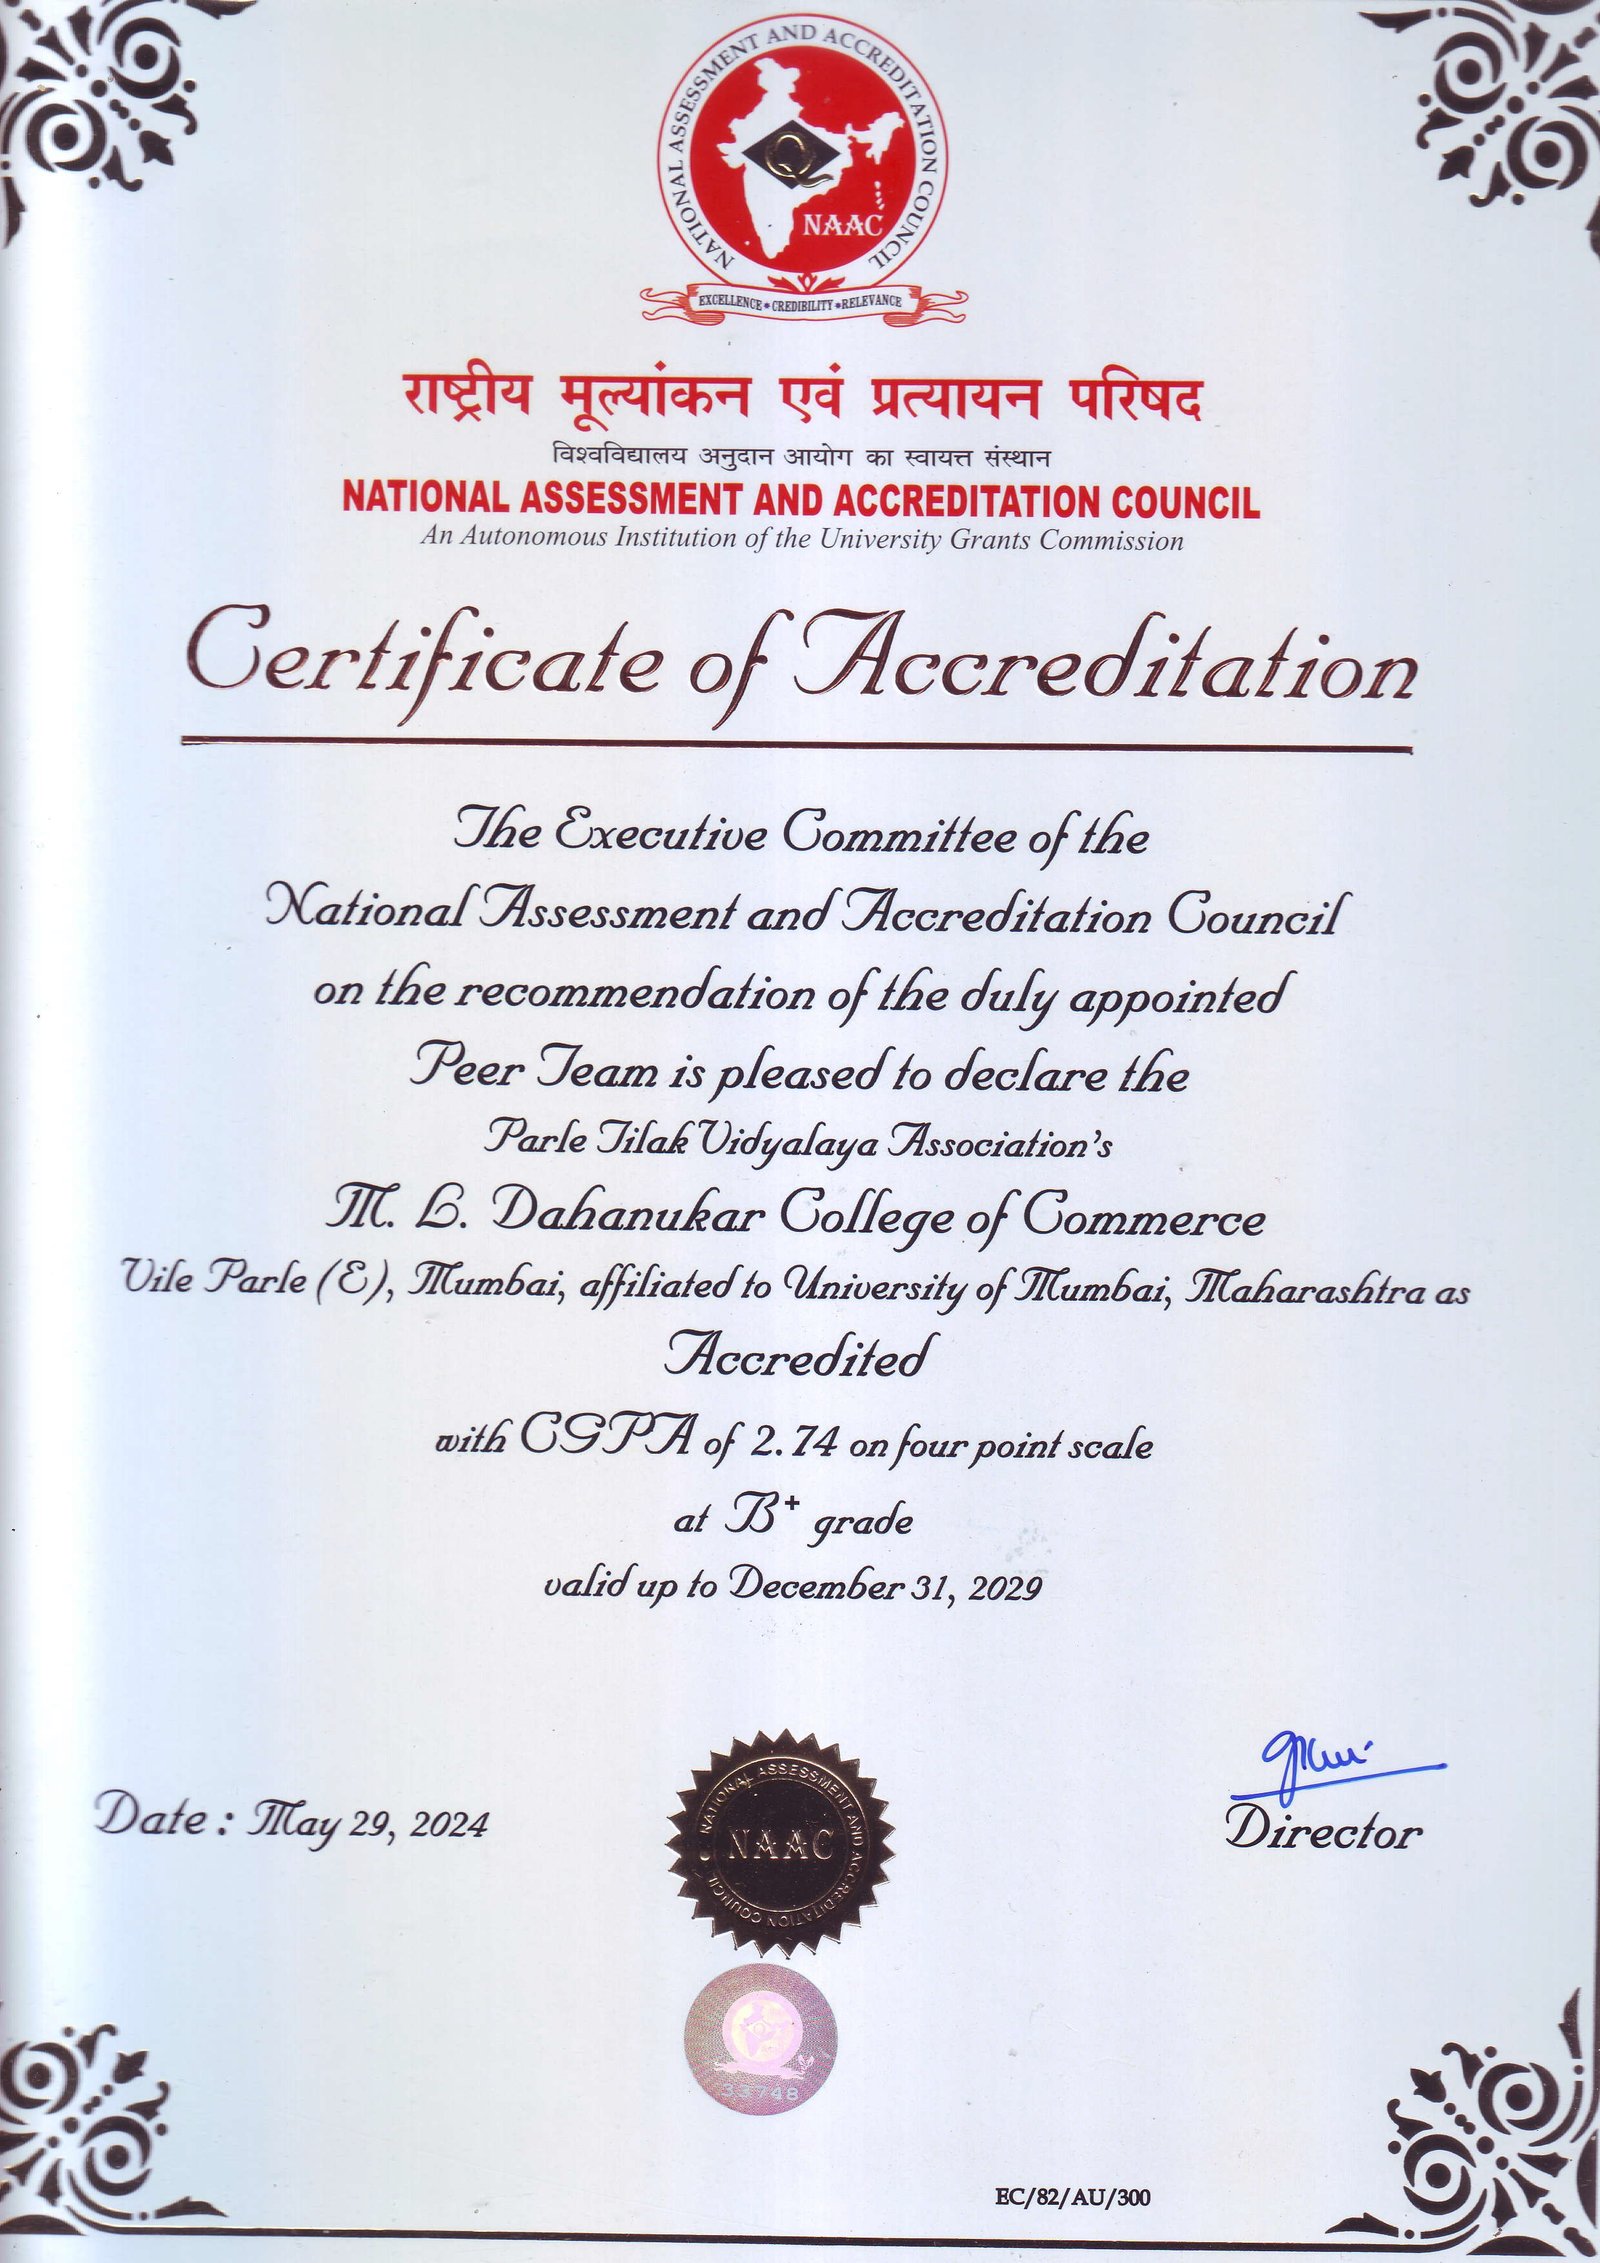 NATIONAL ASSESSMENT AND ACCREDITATION COUNCIL
Q
NAAC
EXCELLENCE * CREDIBILITY * RELEVANCE
राष्ट्रीय मूल्यांकन एवं प्रत्यायन परिषद
विश्वविद्यालय अनुदान आयोग का स्वायत्त संस्थान
NATIONAL ASSESSMENT AND ACCREDITATION COUNCIL
An Autonomous Institution of the University Grants Commission
Certificate of Accreditation
The Executive Committee of the
National Assessment and Accreditation Council
on the recommendation of the duly appointed
Peer Team is pleased to declare the
Parle Tilak Vidyalaya Association's
M. L. Dahanukar College of Commerce
Vile Parle (E), Mumbai, affiliated to University of Mumbai, Maharashtra as
Accredited
with CGPA of 2.74 on four point scale
at B+ grade
valid up to December 31, 2029
Date : May 29, 2024
NATIONAL ASSESSMENT AND ACCREDITATION COUNCIL
NAAC
Director
33748
EC/82/AU/300